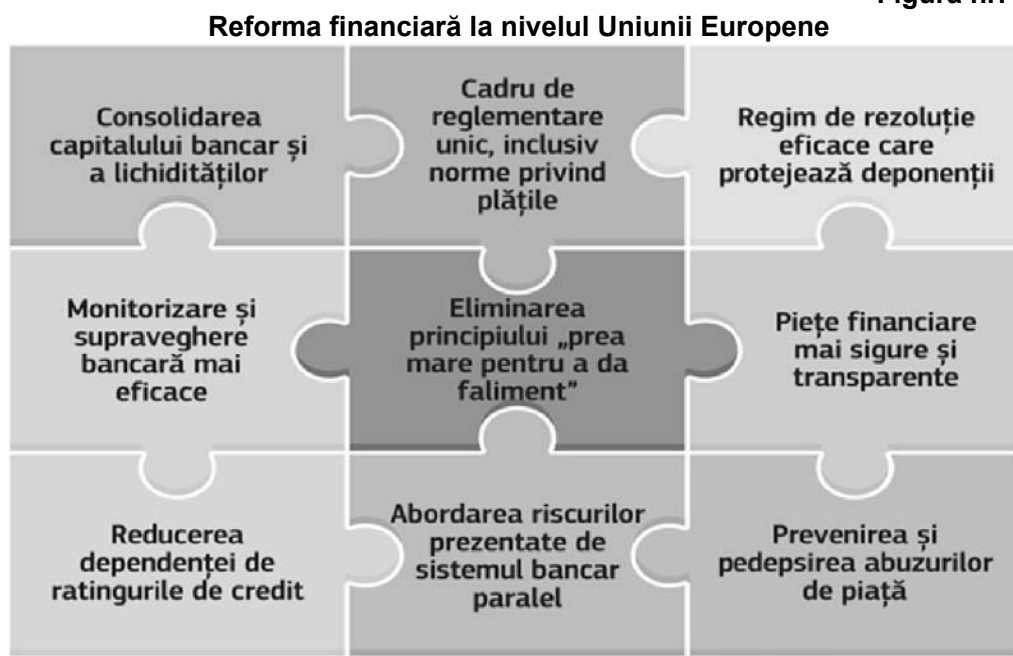 Reforma financiară la nivelul Uniunii Europene
Consolidarea
capitalului bancar și
a lichidităților
Cadru de
reglementare
unic, inclusiv
norme privind
plățile
Regim de rezoluție
eficace care
protejează deponenții
Monitorizare și
supraveghere
bancară mai
eficace
Eliminarea
principiului „prea
mare pentru a da
faliment”
Piețe financiare
mai sigure și
transparente
Reducerea
dependenței de
ratingurile de credit
Abordarea riscurilor
prezentate de
sistemul bancar
paralel
Prevenirea și
pedepsirea abuzurilor
de piață